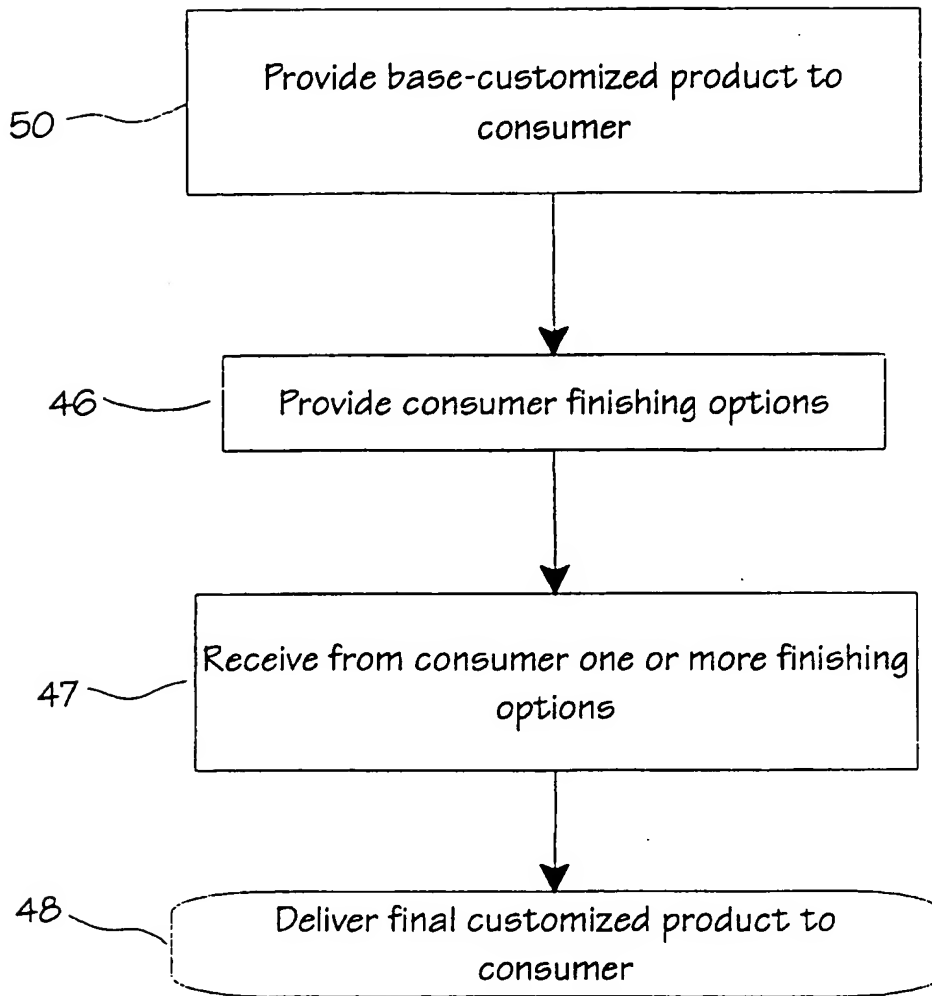 Provide base-customized product to
consumer
50
Provide consumer finishing options
46
Receive from consumer one or more finishing
options
47
Deliver final customized product to
consumer
48